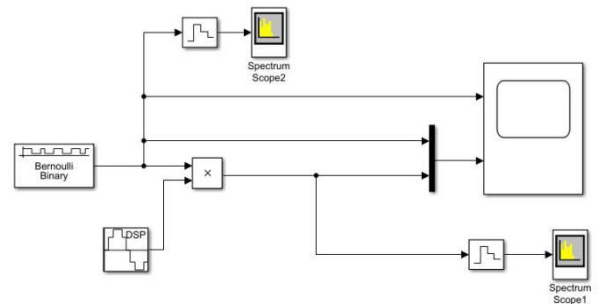 Spectrum
Scope2
Bernoulli
Binary
×
DSP
Spectrum
Scope1